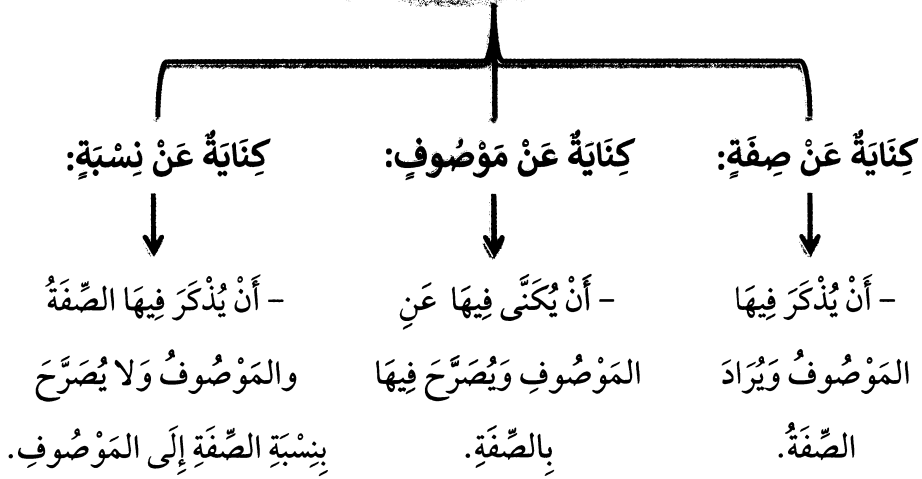 كِنَايَةٌ عَنْ صِفَةٍ:
– أَنْ يُذْكَرَ فِيهَا
المَوْصُوفُ وَيُرَادَ
الصِّفَةُ.
كِنَايَةٌ عَنْ مَوْصُوفٍ:
– أَنْ يُكَنَّى فِيهَا عَنِ
المَوْصُوفِ وَيُصَرَّحَ فِيهَا
بِالصِّفَةِ.
كِنَايَةٌ عَنْ نِسْبَةٍ:
– أَنْ يُذْكَرَ فِيهَا الصِّفَةُ
والمَوْصُوفُ وَلا يُصَرَّحَ
بِنِسْبَةِ الصِّفَةِ إِلَى المَوْصُوفِ.